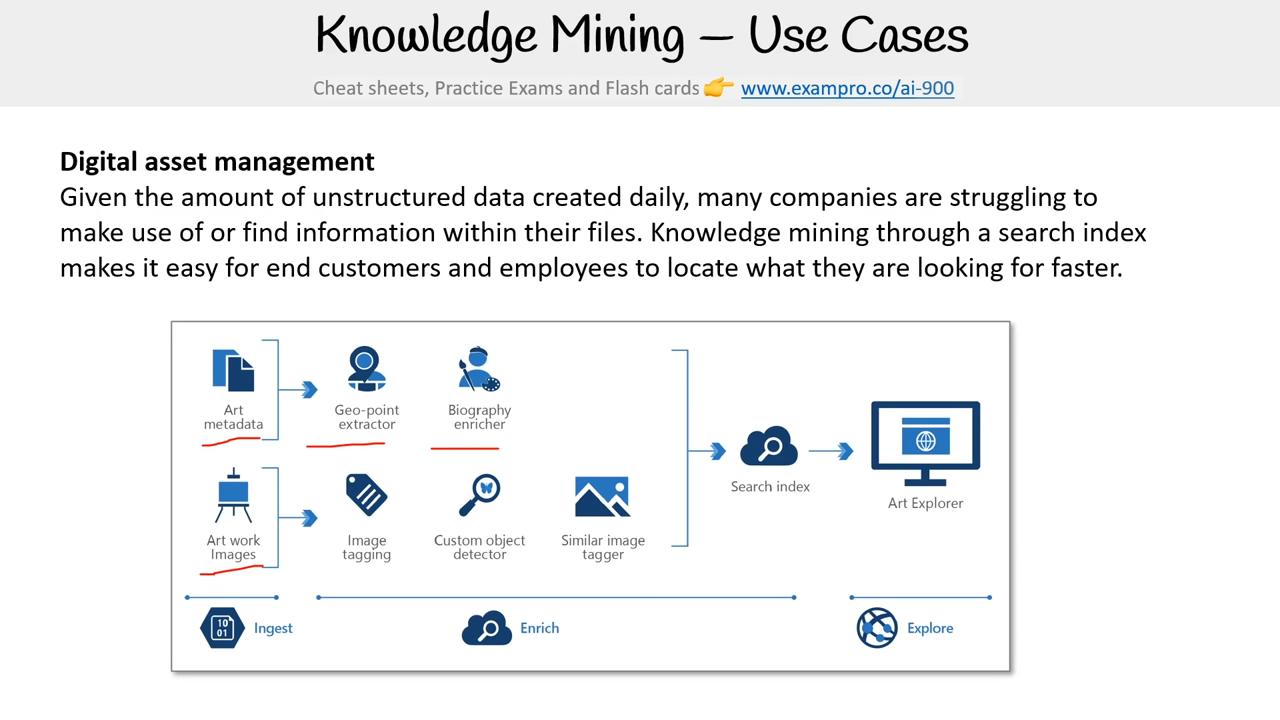 Knowledge Mining – Use Cases
Cheat sheets, Practice Exams and Flash cards 👉 www.exampro.co/ai-900
Digital asset management
Given the amount of unstructured data created daily, many companies are struggling to
make use of or find information within their files. Knowledge mining through a search index
makes it easy for end customers and employees to locate what they are looking for faster.
Art
metadata
Geo-point
extractor
Biography
enricher
Art work
Images
Image
tagging
Custom object
detector
Similar image
tagger
Search index
Art Explorer
10
01
Ingest
Enrich
Explore